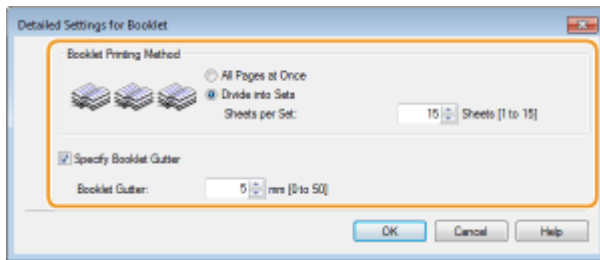 Detailed Settings for Booklet
Booklet Printing Method
All Pages at Once
Divide into Sets
Sheets per Set: 15 Sheets [1 to 15]
Specify Booklet Gutter
Booklet Gutter: 5 mm [0 to 50]
OK Cancel Help